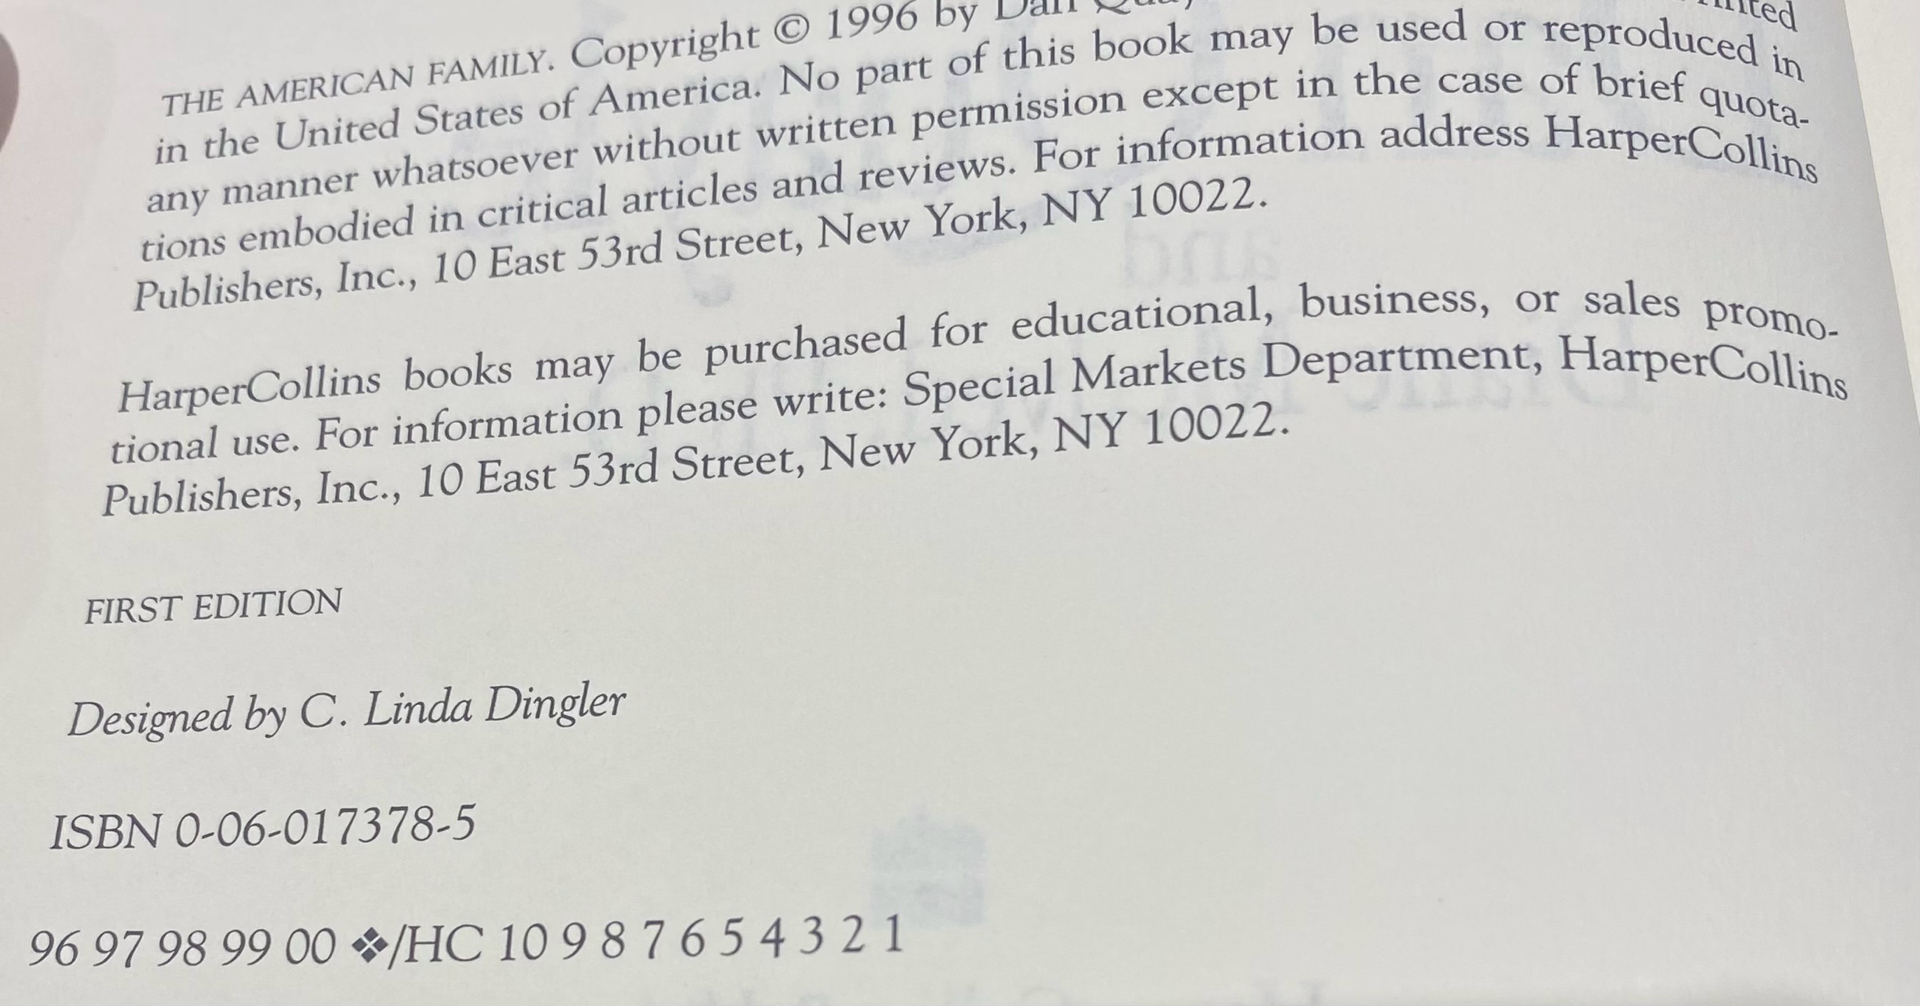 THE AMERICAN FAMILY. Copyright © 1996 by Dan
in the United States of America. No part of this book may be used or reproduced in
any manner whatsoever without written permission except in the case of brief quota-
tions embodied in critical articles and reviews. For information address HarperCollins
Publishers, Inc., 10 East 53rd Street, New York, NY 10022.
HarperCollins books may be purchased for educational, business, or sales promo-
tional use. For information please write: Special Markets Department, HarperCollins
Publishers, Inc., 10 East 53rd Street, New York, NY 10022.
FIRST EDITION
Designed by C. Linda Dingler
ISBN 0-06-017378-5
96 97 98 99 00 ❖/HC 10 9 8 7 6 5 4 3 2 1